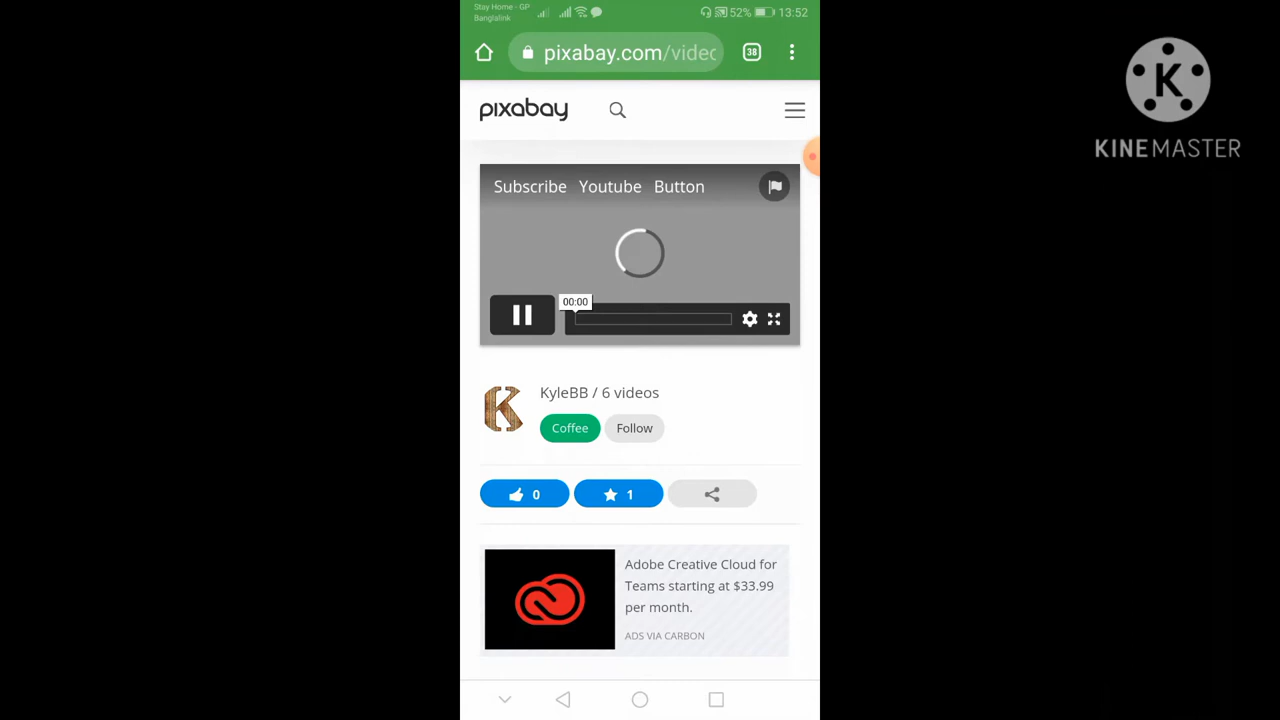 Stay Home - GP
Banglalink
52% 13:52
pixabay.com/videc
38
pixabay
Subscribe Youtube Button
00:00
KyleBB / 6 videos
Coffee Follow
0 1
Adobe Creative Cloud for
Teams starting at $33.99
per month.
ADS VIA CARBON
K
KINEMASTER